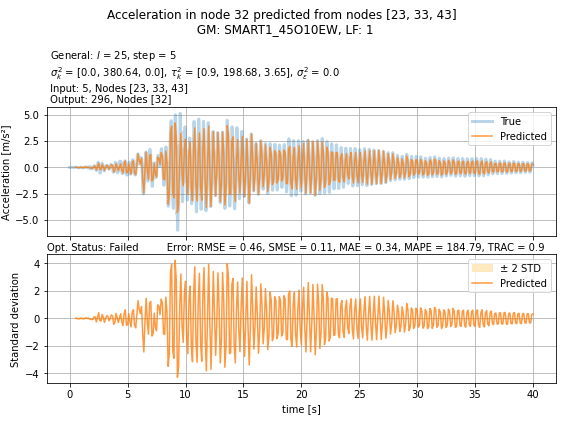 Acceleration in node 32 predicted from nodes [23, 33, 43]
GM: SMART1_45O10EW, LF: 1
General: l = 25, step = 5
σ²ₖ = [0.0, 380.64, 0.0], τ²ₖ = [0.9, 198.68, 3.65], σ²ₑ = 0.0
Input: 5, Nodes [23, 33, 43]
Output: 296, Nodes [32]
Acceleration [m/s²]
5.0
2.5
0.0
−2.5
−5.0
True
Predicted
Opt. Status: Failed Error: RMSE = 0.46, SMSE = 0.11, MAE = 0.34, MAPE = 184.79, TRAC = 0.9
Standard deviation
4
2
0
−2
−4
± 2 STD
Predicted
0 5 10 15 20 25 30 35 40
time [s]